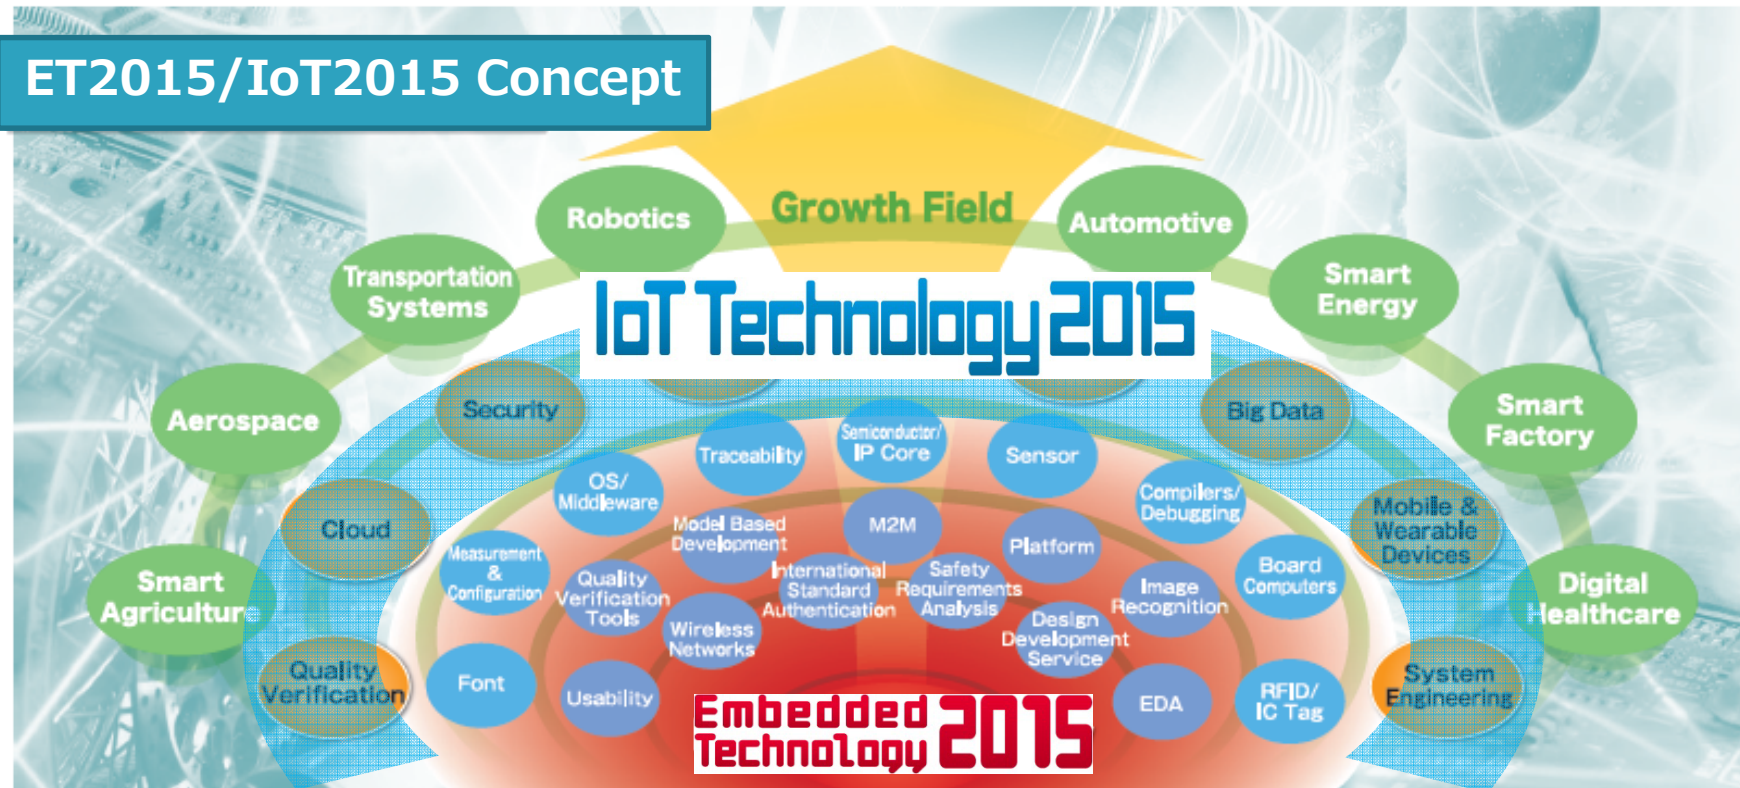 ET2015/IoT2015 Concept
Growth Field
Robotics
Automotive
Transportation
Systems
Smart
Energy
IoT Technology 2015
Aerospace
Smart
Factory
Security
Big Data
Traceability
Semiconductor/
IP Core
Sensor
OS/
Middleware
Compilers/
Debugging
Cloud
Mobile &
Wearable
Devices
Model Based
Development
M2M
Platform
Measurement
&
Configuration
Quality
Verification
Tools
International
Standard
Authentication
Safety
Requirements
Analysis
Image
Recognition
Board
Computers
Smart
Agriculture
Digital
Healthcare
Wireless
Networks
Design
Development
Service
Quality
Verification
Font
Usability
EDA
RFID/
IC Tag
System
Engineering
Embedded
Technology 2015